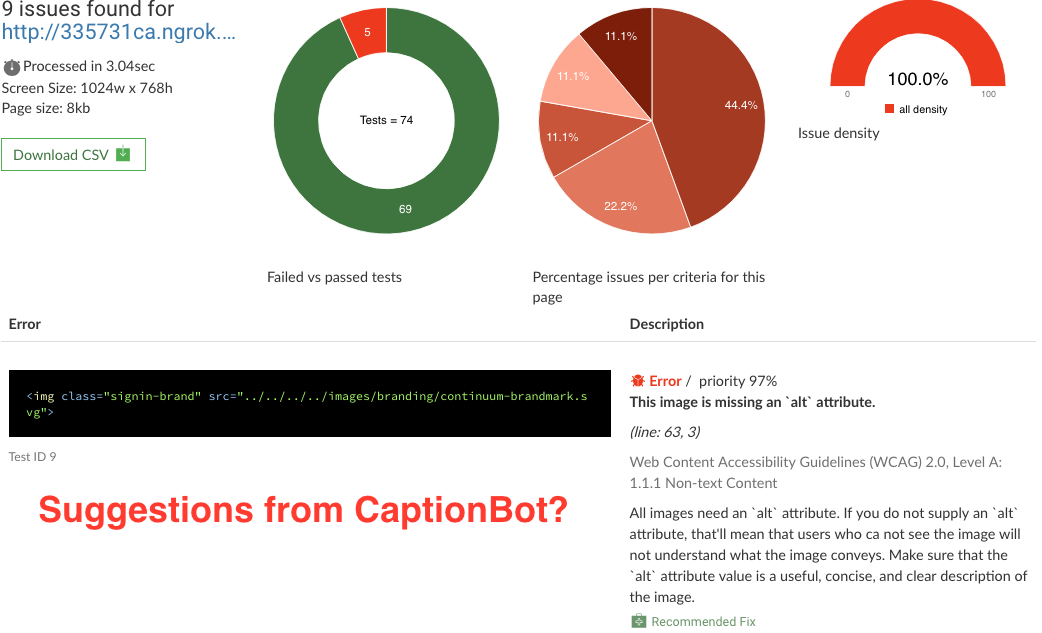 9 issues found for
http://335731ca.ngrok....
Processed in 3.04sec
Screen Size: 1024w x 768h
Page size: 8kb
Download CSV
5
Tests = 74
69
Failed vs passed tests
11.1%
11.1%
44.4%
11.1%
22.2%
Percentage issues per criteria for this
page
100.0%
0
100
all density
Issue density
Error
Description
<img class="signin-brand" src="../../../../images/branding/continuum-brandmark.s
vg">
Test ID 9
Suggestions from CaptionBot?
Error / priority 97%
This image is missing an `alt` attribute.
(line: 63, 3)
Web Content Accessibility Guidelines (WCAG) 2.0, Level A:
1.1.1 Non-text Content
All images need an `alt` attribute. If you do not supply an `alt`
attribute, that'll mean that users who ca not see the image will
not understand what the image conveys. Make sure that the
`alt` attribute value is a useful, concise, and clear description of
the image.
Recommended Fix